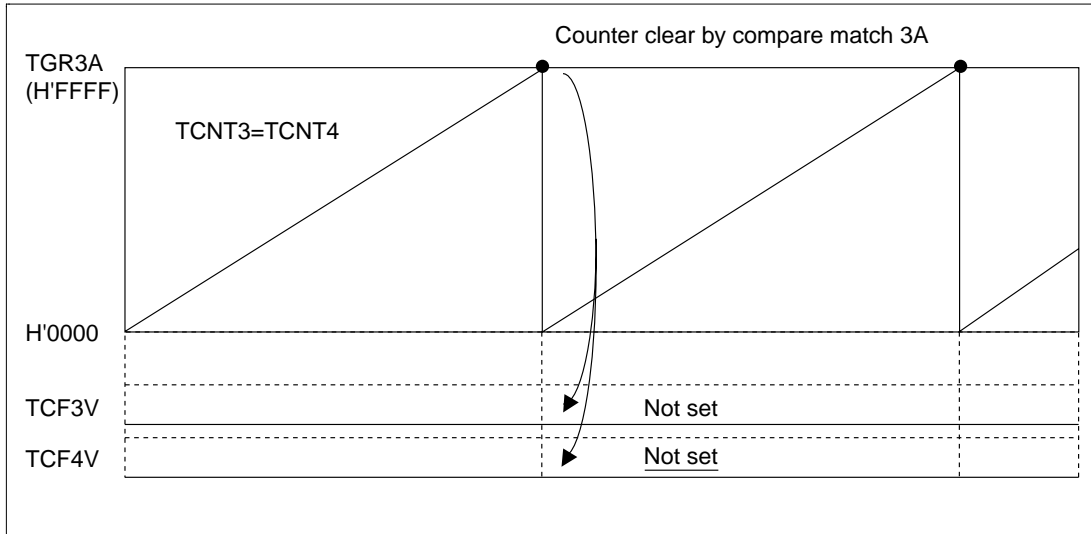 Counter clear by compare match 3A
TGR3A
(H'FFFF)
TCNT3=TCNT4
H'0000
TCF3V
Not set
TCF4V
Not set